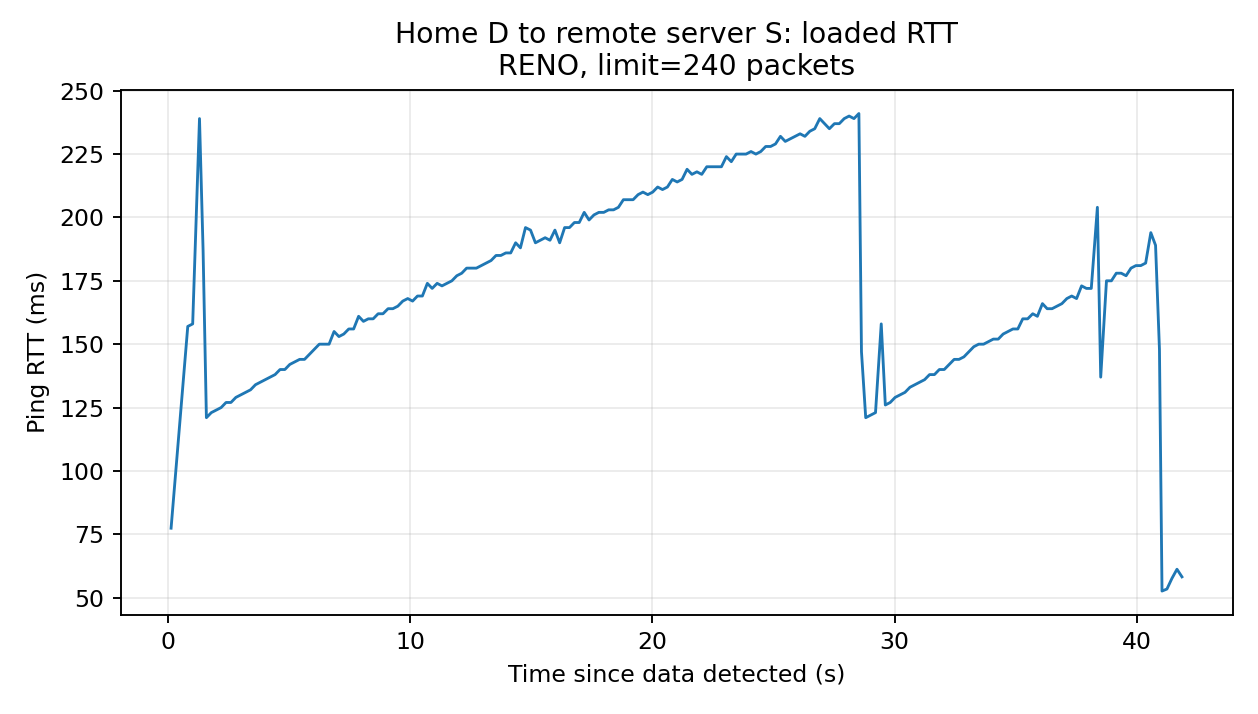 Home D to remote server S: loaded RTT
RENO, limit=240 packets
Ping RTT (ms)
250
225
200
175
150
125
100
75
50
0 10 20 30 40
Time since data detected (s)